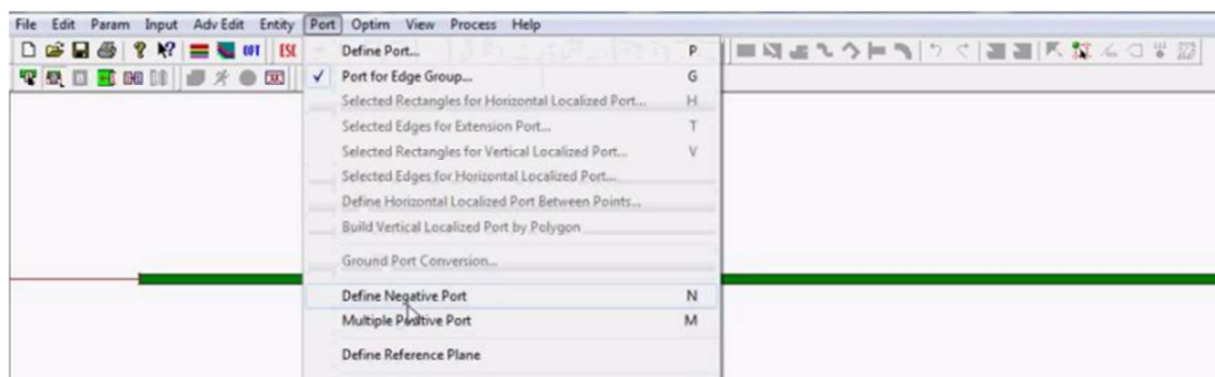 File Edit Param Input Adv Edit Entity Port Optim View Process Help
Define Port... P
ESC
Port for Edge Group... G
Selected Rectangles for Horizontal Localized Port... H
Selected Edges for Extension Port... T
Selected Rectangles for Vertical Localized Port... V
Selected Edges for Horizontal Localized Port...
Define Horizontal Localized Port Between Points...
Build Vertical Localized Port by Polygon
Ground Port Conversion...
Define Negative Port N
Multiple Positive Port M
Define Reference Plane